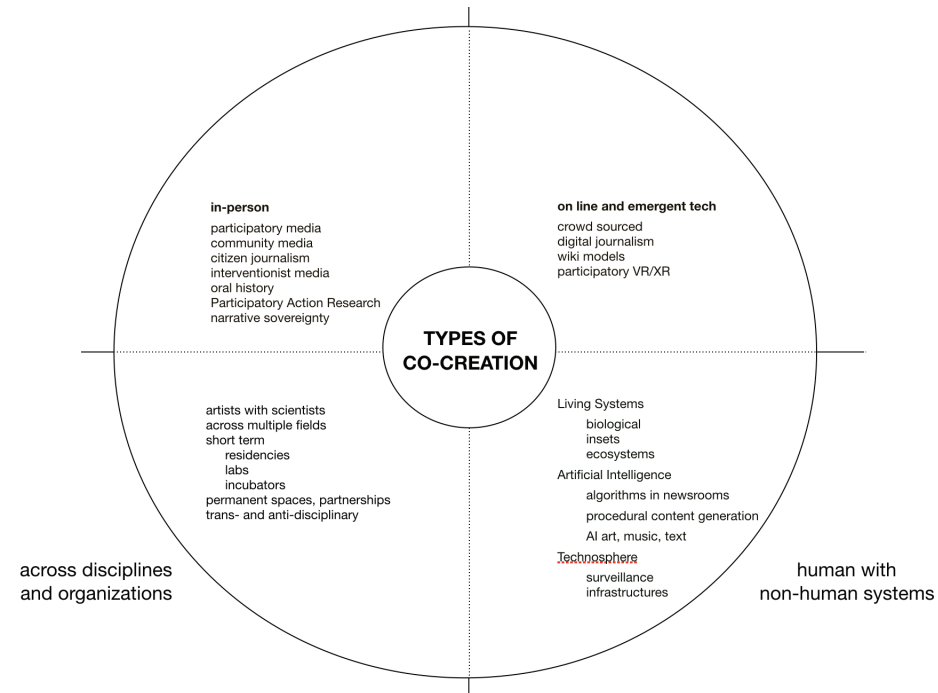 in-person
participatory media
community media
citizen journalism
interventionist media
oral history
Participatory Action Research
narrative sovereignty
on line and emergent tech
crowd sourced
digital journalism
wiki models
participatory VR/XR
TYPES OF
CO-CREATION
artists with scientists
across multiple fields
short term
residencies
labs
incubators
permanent spaces, partnerships
trans- and anti-disciplinary
Living Systems
biological
insets
ecosystems
Artificial Intelligence
algorithms in newsrooms
procedural content generation
AI art, music, text
Technosphere
surveillance
infrastructures
across disciplines
and organizations
human with
non-human systems